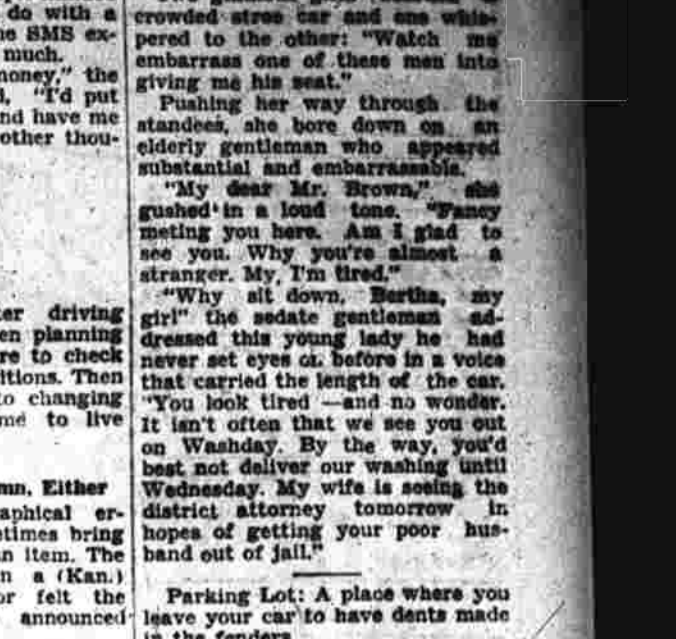 do with a
he SMS ex-
much.
money," the
"I'd put
nd have me
other thou-
er driving
en planning
re to check
itions. Then
to changing
me to live
mn. Either
aphical er-
etimes bring
n item. The
n a (Kan.)
or felt the
announced
crowded stree car and one whis-
pered to the other: "Watch me
embarrass one of these men into
giving me his seat."
Pushing her way through the
standees, she bore down on an
elderly gentleman who appeared
substantial and embarrassable.
"My dear Mr. Brown," she
gushed in a loud tone. "Fancy
meting you here. Am I glad to
see you. Why you're almost a
stranger. My, I'm tired."
"Why sit down, Bertha, my
girl" the sedate gentleman ad-
dressed this young lady he had
never set eyes on before in a voice
that carried the length of the car.
"You look tired —and no wonder.
It isn't often that we see you out
on Washday. By the way, you'd
best not deliver our washing until
Wednesday. My wife is seeing the
district attorney tomorrow in
hopes of getting your poor hus-
band out of jail."
Parking Lot: A place where you
leave your car to have dents made
in the fenders